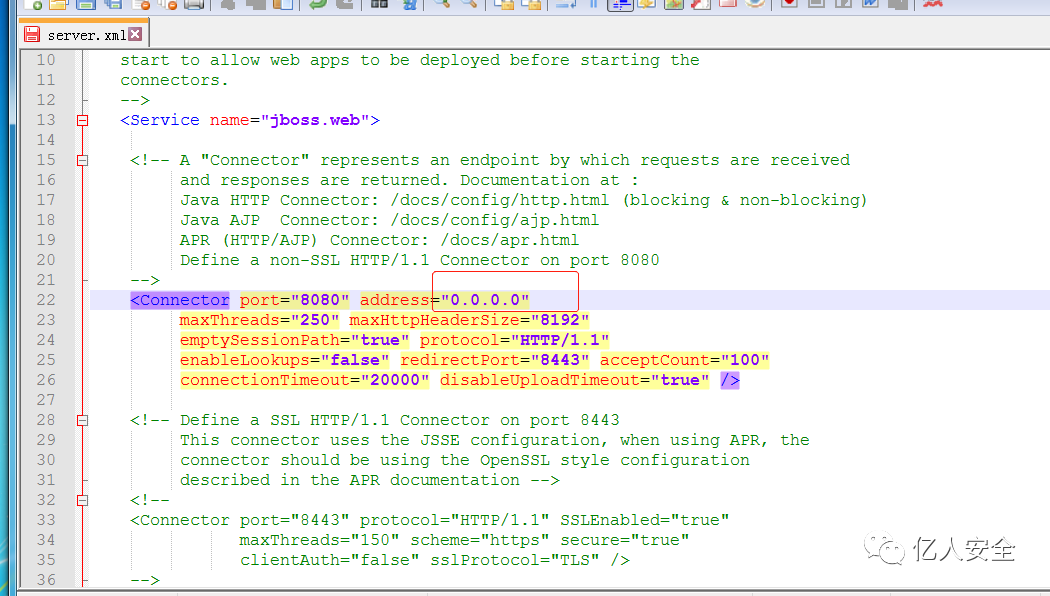 server.xml
10 start to allow web apps to be deployed before starting the
11 connectors.
12 -->
13 <Service name="jboss.web">
14
15 <!-- A "Connector" represents an endpoint by which requests are received
16 and responses are returned. Documentation at :
17 Java HTTP Connector: /docs/config/http.html (blocking & non-blocking)
18 Java AJP  Connector: /docs/config/ajp.html
19 APR (HTTP/AJP) Connector: /docs/apr.html
20 Define a non-SSL HTTP/1.1 Connector on port 8080
21 -->
22 <Connector port="8080" address="0.0.0.0"
23 maxThreads="250" maxHttpHeaderSize="8192"
24 emptySessionPath="true" protocol="HTTP/1.1"
25 enableLookups="false" redirectPort="8443" acceptCount="100"
26 connectionTimeout="20000" disableUploadTimeout="true" />
27
28 <!-- Define a SSL HTTP/1.1 Connector on port 8443
29 This connector uses the JSSE configuration, when using APR, the
30 connector should be using the OpenSSL style configuration
31 described in the APR documentation -->
32 <!--
33 <Connector port="8443" protocol="HTTP/1.1" SSLEnabled="true"
34 maxThreads="150" scheme="https" secure="true"
35 clientAuth="false" sslProtocol="TLS" />
36 -->
亿人安全